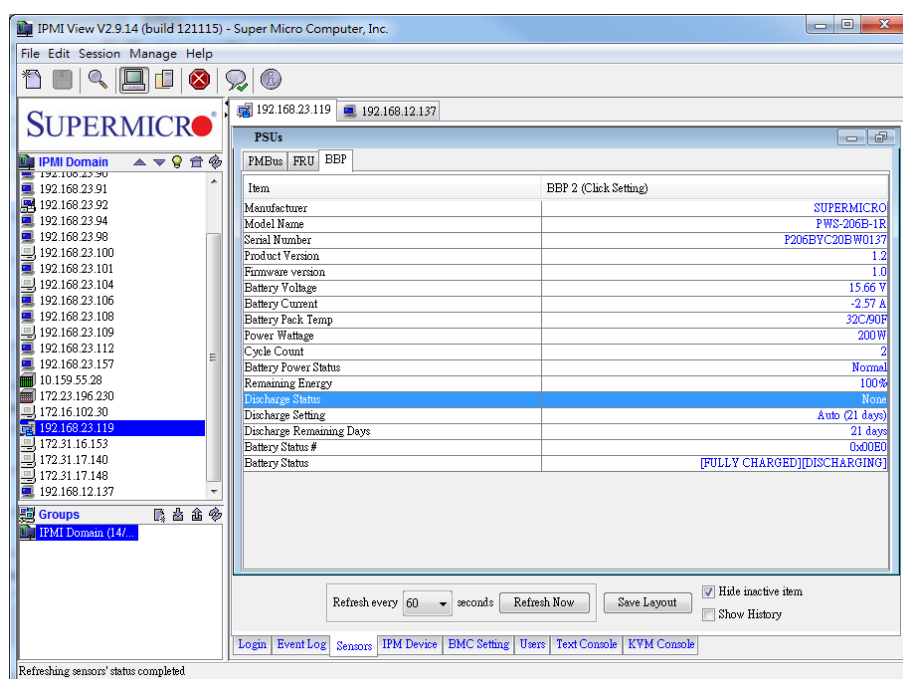 IPMI View V2.9.14 (build 121115) - Super Micro Computer, Inc.
File Edit Session Manage Help
SUPERMICRO
192.168.23.119 192.168.12.137
PSUs
IPMI Domain
PMBus FRU BBP
192.168.23.90
192.168.23.91
192.168.23.92
192.168.23.94
192.168.23.98
192.168.23.100
192.168.23.101
192.168.23.104
192.168.23.106
192.168.23.108
192.168.23.109
192.168.23.112
192.168.23.157
10.159.55.28
172.23.196.230
172.16.102.30
192.168.23.119
172.31.16.153
172.31.17.140
172.31.17.148
192.168.12.137
Groups
IPMI Domain (14/...
Item BBP 2 (Click Setting)
Manufacturer SUPERMICRO
Model Name PWS-206B-1R
Serial Number P206BYC20BW0137
Product Version 1.2
Firmware version 1.0
Battery Voltage 15.66 V
Battery Current -2.57 A
Battery Pack Temp 32C/90F
Power Wattage 200W
Cycle Count 2
Battery Power Status Normal
Remaining Energy 100%
Discharge Status None
Discharge Setting Auto (21 days)
Discharge Remaining Days 21 days
Battery Status # 0x00E0
Battery Status [FULLY CHARGED][DISCHARGING]
Refresh every 60 seconds Refresh Now Save Layout
Hide inactive item
Show History
Login Event Log Sensors IPM Device BMC Setting Users Text Console KVM Console
Refreshing sensors' status completed